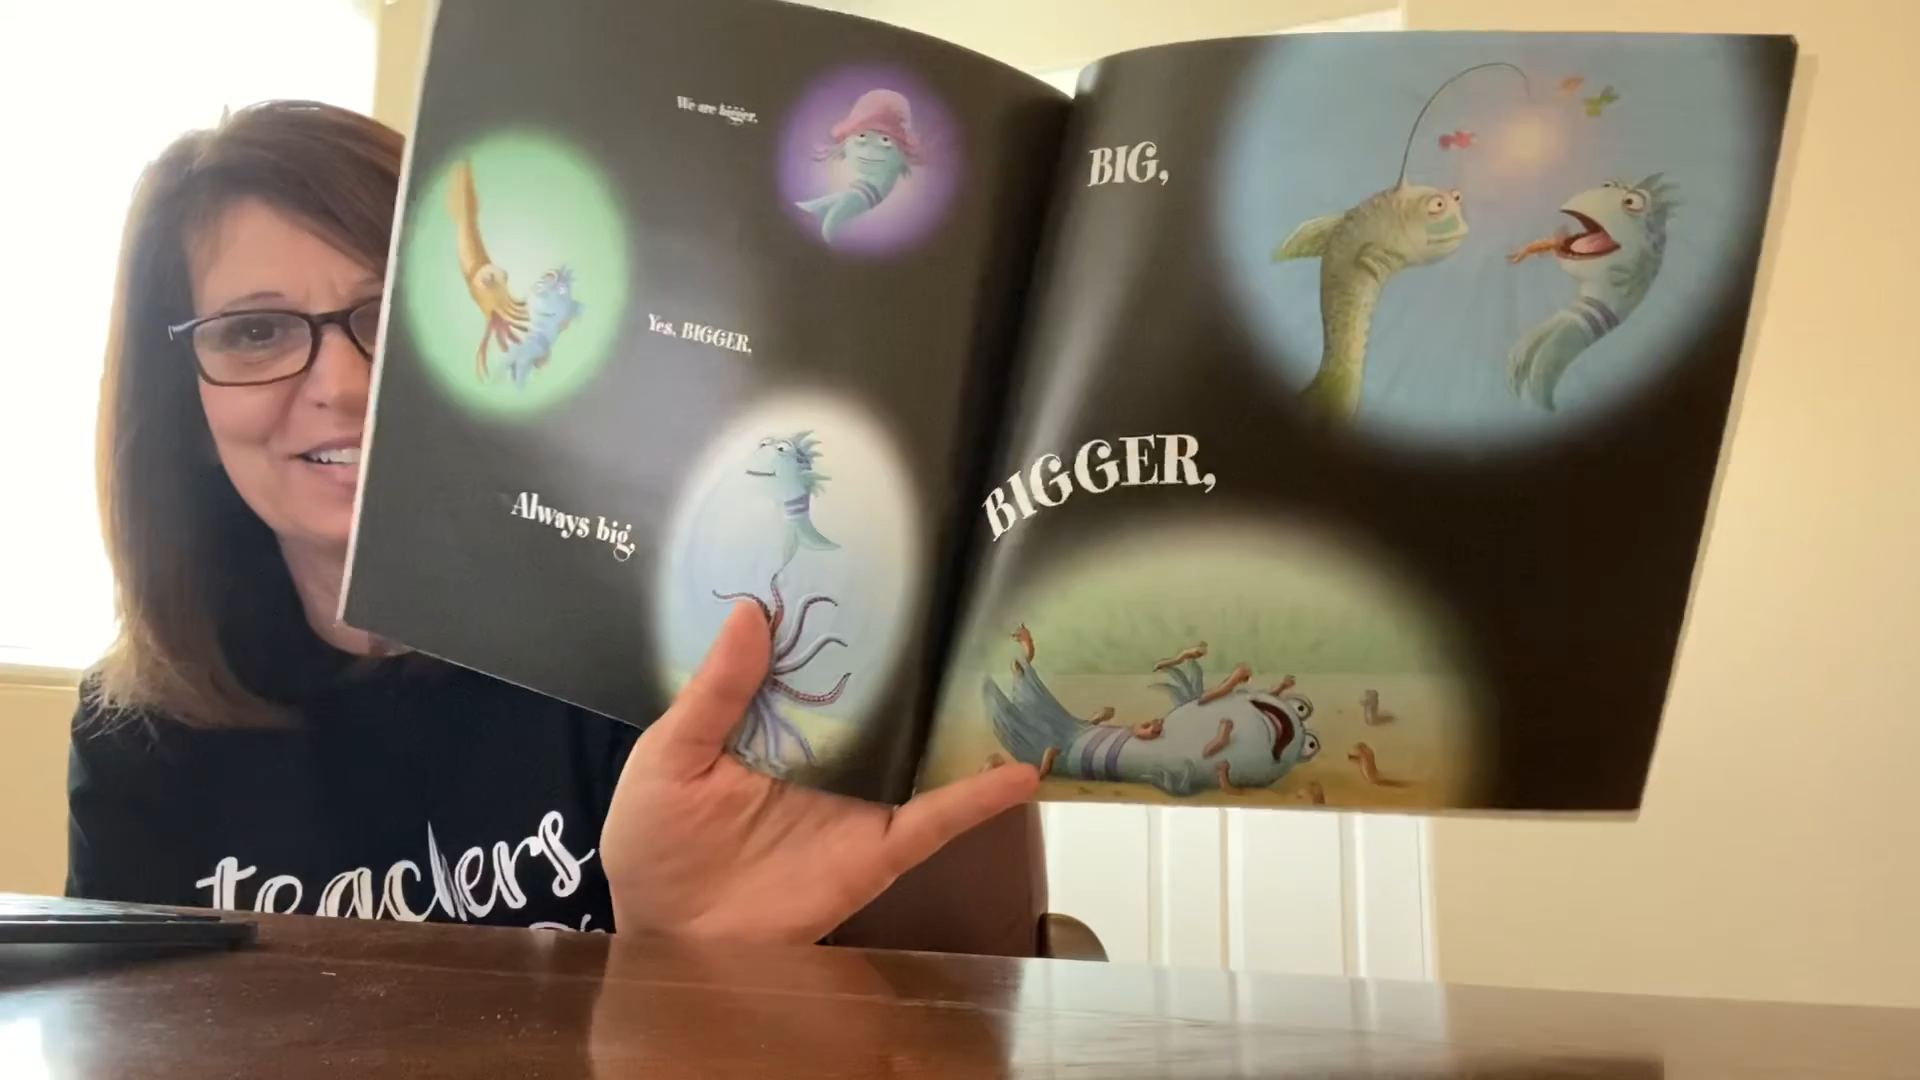 We are bigger,
Yes, BIGGER,
Always big,
BIG,
BIGGER,
teachers